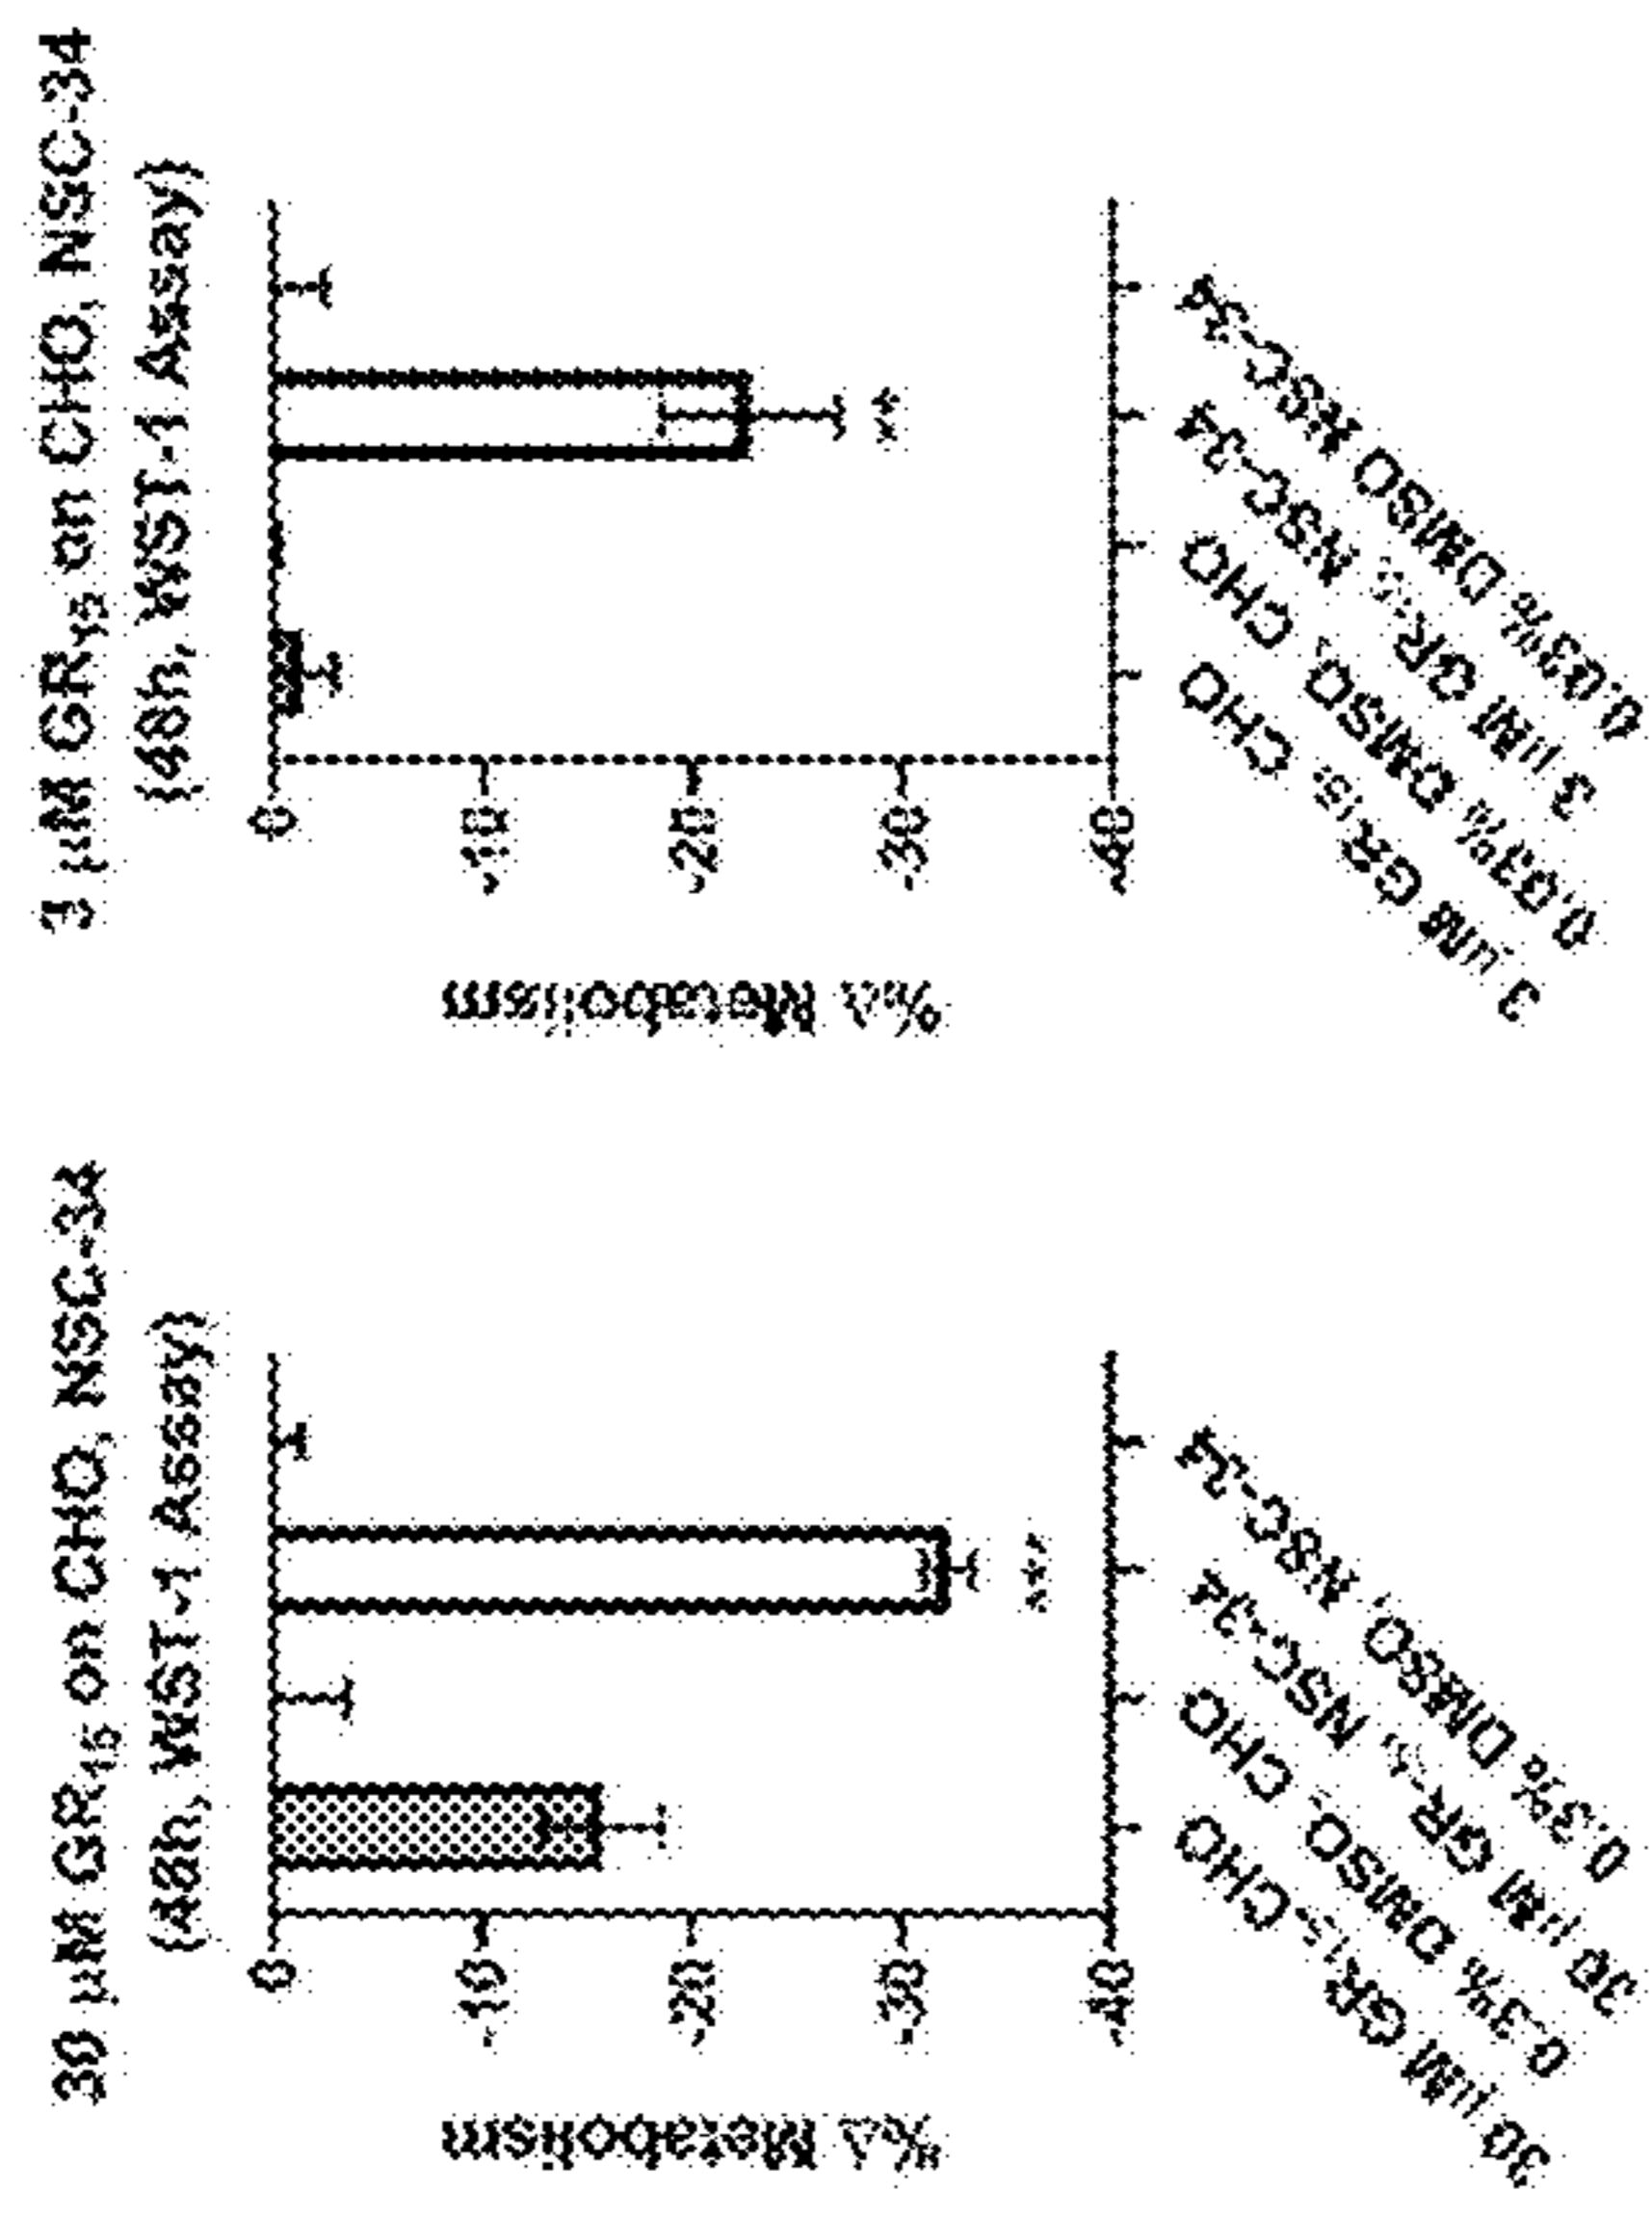 30 µM GR15 on CHO, NSC-34
(48h, WST-1 Assay)
%Δ Metabolism
0
-10
-20
-30
-40
30 µM GR15, CHO
0.3% DMSO, CHO
30 µM GR15, NSC-34
0.3% DMSO, NSC-34
***
3 µM GR15 on CHO, NSC-34
(48h, WST-1 Assay)
%Δ Metabolism
0
-10
-20
-30
-40
3 µM GR15, CHO
0.03% DMSO, CHO
3 µM GR15, NSC-34
0.03% DMSO NSC-34
**